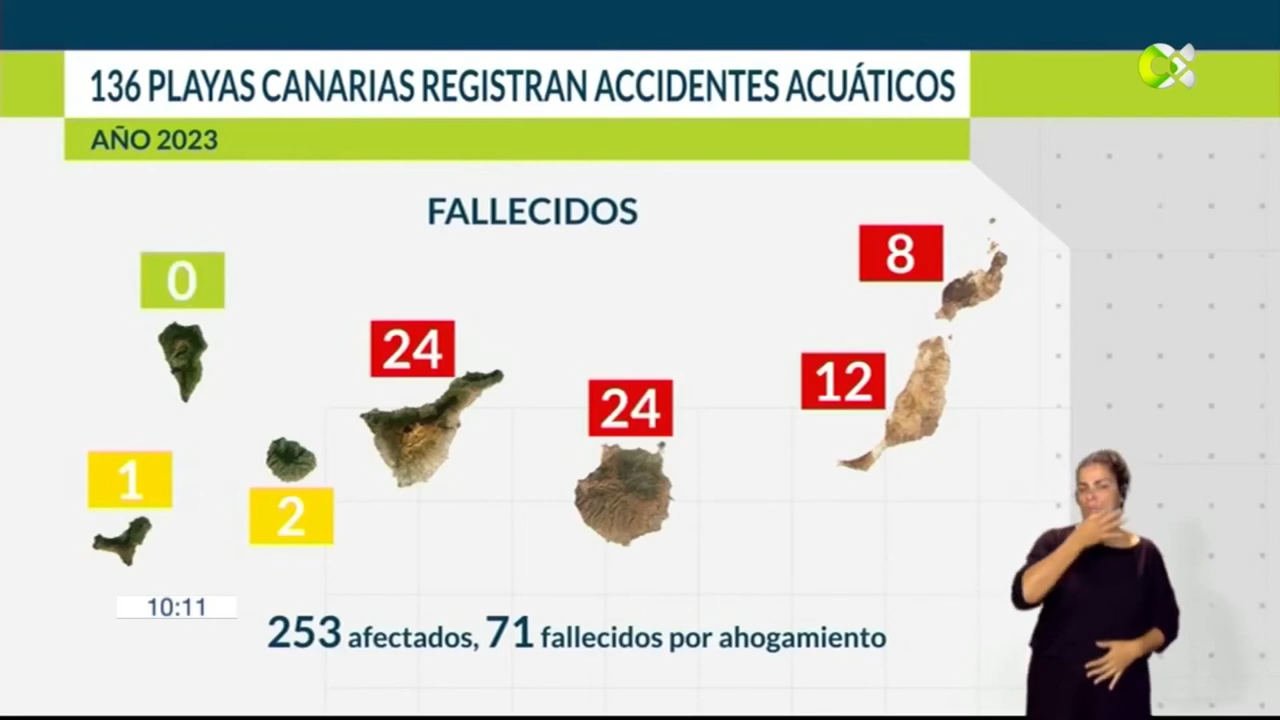 136 PLAYAS CANARIAS REGISTRAN ACCIDENTES ACUÁTICOS
AÑO 2023
FALLECIDOS
0
8
24
12
24
1
2
10:11
253 afectados, 71 fallecidos por ahogamiento